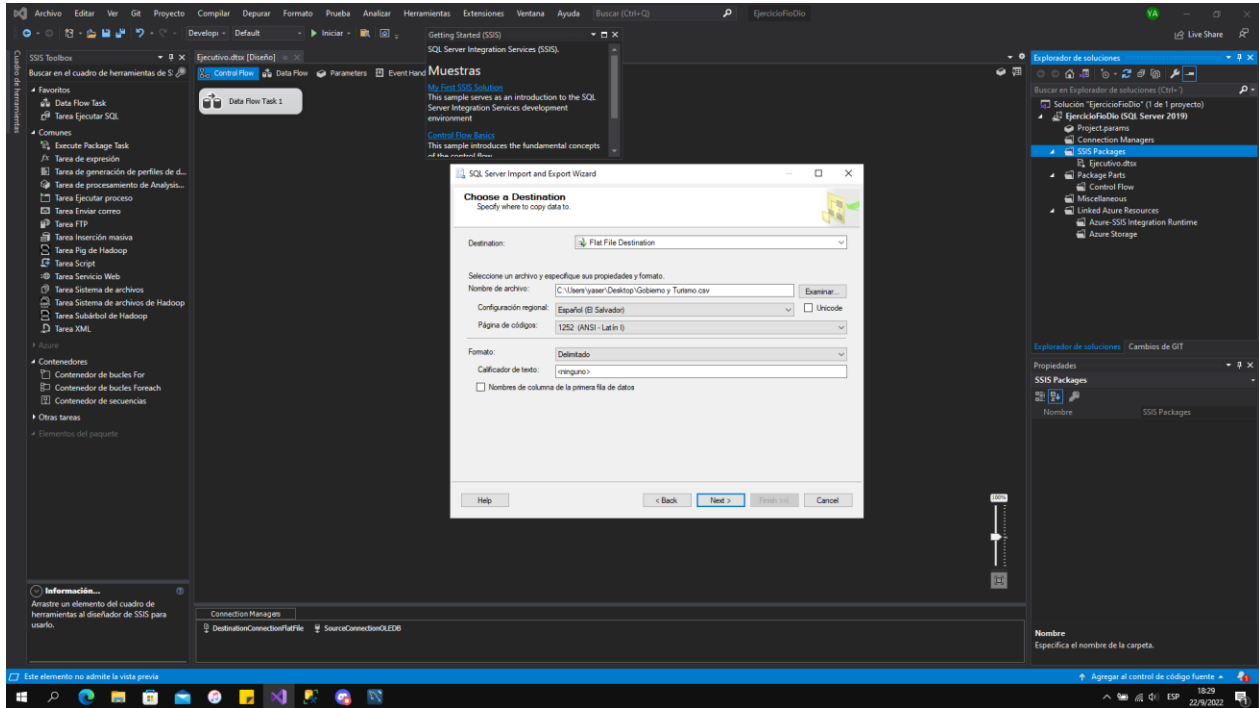 Archivo Editar Ver Git Proyecto Compilar Depurar Formato Prueba Analizar Herramientas Extensiones Ventana Ayuda Buscar (Ctrl+Q) EjercicioFioDio YA
Developı Default Iniciar Live Share
Cuadro de herramientas
SSIS Toolbox
Buscar en el cuadro de herramientas de S:
Favoritos
Data Flow Task
Tarea Ejecutar SQL
Comunes
Execute Package Task
Tarea de expresión
Tarea de generación de perfiles de d...
Tarea de procesamiento de Analysis...
Tarea Ejecutar proceso
Tarea Enviar correo
Tarea FTP
Tarea Inserción masiva
Tarea Pig de Hadoop
Tarea Script
Tarea Servicio Web
Tarea Sistema de archivos
Tarea Sistema de archivos de Hadoop
Tarea Subárbol de Hadoop
Tarea XML
Azure
Contenedores
Contenedor de bucles For
Contenedor de bucles Foreach
Contenedor de secuencias
Otras tareas
Elementos del paquete
Información...
Arrastre un elemento del cuadro de
herramientas al diseñador de SSIS para
usarlo.
Ejecutivo.dtsx [Diseño]
Control Flow Data Flow Parameters Event Hand
Data Flow Task 1
Getting Started (SSIS)
SQL Server Integration Services (SSIS).
Muestras
My First SSIS Solution
This sample serves as an introduction to the SQL
Server Integration Services development
environment
Control Flow Basics
This sample introduces the fundamental concepts
of the control flow
SQL Server Import and Export Wizard
Choose a Destination
Specify where to copy data to.
Destination: Flat File Destination
Seleccione un archivo y especifique sus propiedades y formato.
Nombre de archivo: C:\Users\yaser\Desktop\Gobierno y Turismo.csv Examinar...
Configuración regional: Español (El Salvador) Unicode
Página de códigos: 1252 (ANSI - Latín I)
Formato: Delimitado
Calificador de texto: <ninguno>
Nombres de columna de la primera fila de datos
Help < Back Next > Finish >>| Cancel
100%
Connection Managers
DestinationConnectionFlatFile SourceConnectionOLEDB
Explorador de soluciones
Buscar en Explorador de soluciones (Ctrl+´)
Solución "EjercicioFioDio" (1 de 1 proyecto)
EjercicioFioDio (SQL Server 2019)
Project.params
Connection Managers
SSIS Packages
Ejecutivo.dtsx
Package Parts
Control Flow
Miscellaneous
Linked Azure Resources
Azure-SSIS Integration Runtime
Azure Storage
Explorador de soluciones Cambios de GIT
Propiedades
SSIS Packages
Nombre SSIS Packages
Nombre
Especifica el nombre de la carpeta.
Este elemento no admite la vista previa Agregar al control de código fuente
ESP 18:29
22/9/2022